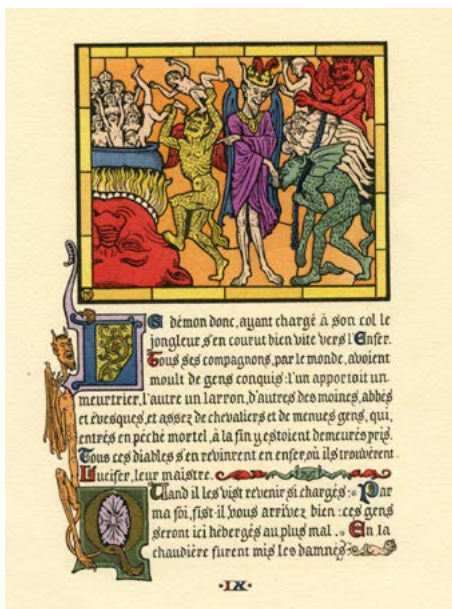 Le démon donc, ayant chargé à son col le
jongleur, s'en courut bien vite vers l'Enfer.
Tous ses compagnons, par le monde, avoient
moult de gens conquis: l'un apportoit un
meurtrier, l'autre un larron, d'autres des moines, abbés
et évesques, et assez de chevaliers et de menues gens, qui,
entrés en péché mortel, à la fin y estoient demeurés pris.
Tous ces diables s'en revinrent en enfer, où ils trouvèrent
Lucifer, leur maistre.
Quand il les vist revenir si chargés: Par
ma foi, fist-il, vous arrivez bien: ces gens
seront ici hébergés au plus mal. En la
chaudière furent mis les damnés
·IX·